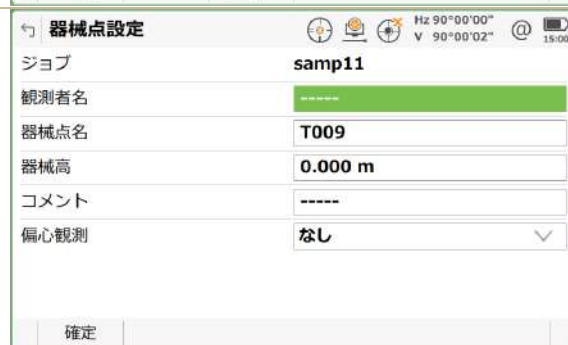 器械点設定
Hz 90°00'00"
V 90°00'02"
@
15:00
ジョブ samp11
観測者名 -----
器械点名 T009
器械高 0.000 m
コメント -----
偏心観測 なし
確定